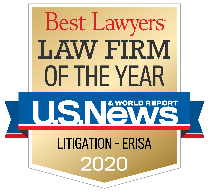 Best Lawyers
LAW FIRM
OF THE YEAR
U.S.News
& WORLD REPORT
LITIGATION - ERISA
2020